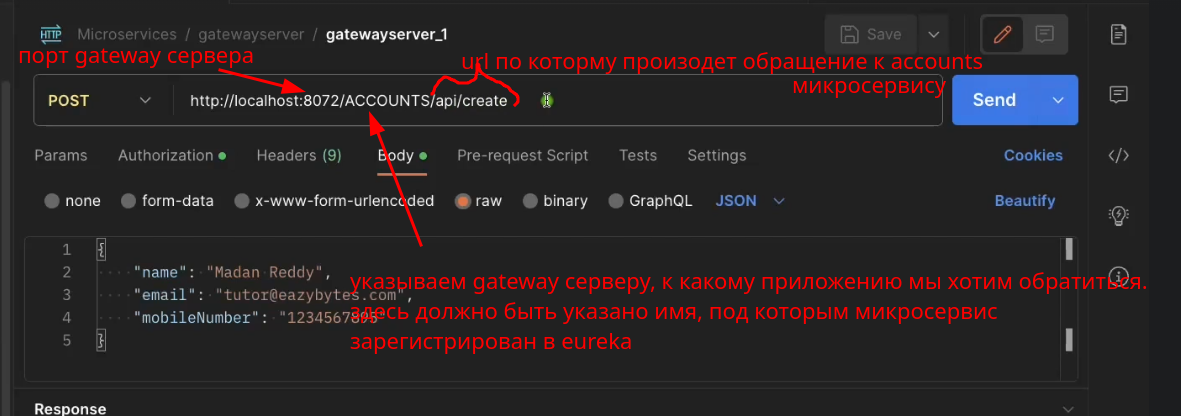 HTTP Microservices / gatewayserver / gatewayserver_1 Save
порт gateway сервера
url по которму произодет обращение к accounts
микросервису
POST http://localhost:8072/ACCOUNTS/api/create Send
Params Authorization Headers (9) Body Pre-request Script Tests Settings Cookies
none form-data x-www-form-urlencoded raw binary GraphQL JSON Beautify
1 {
2 "name": "Madan Reddy",
3 "email": "tutor@eazybytes.com",
4 "mobileNumber": "1234567895"
5 }
указываем gateway серверу, к какому приложению мы хотим обратиться.
здесь должно быть указано имя, под которым микросервис
зарегистрирован в eureka
Response